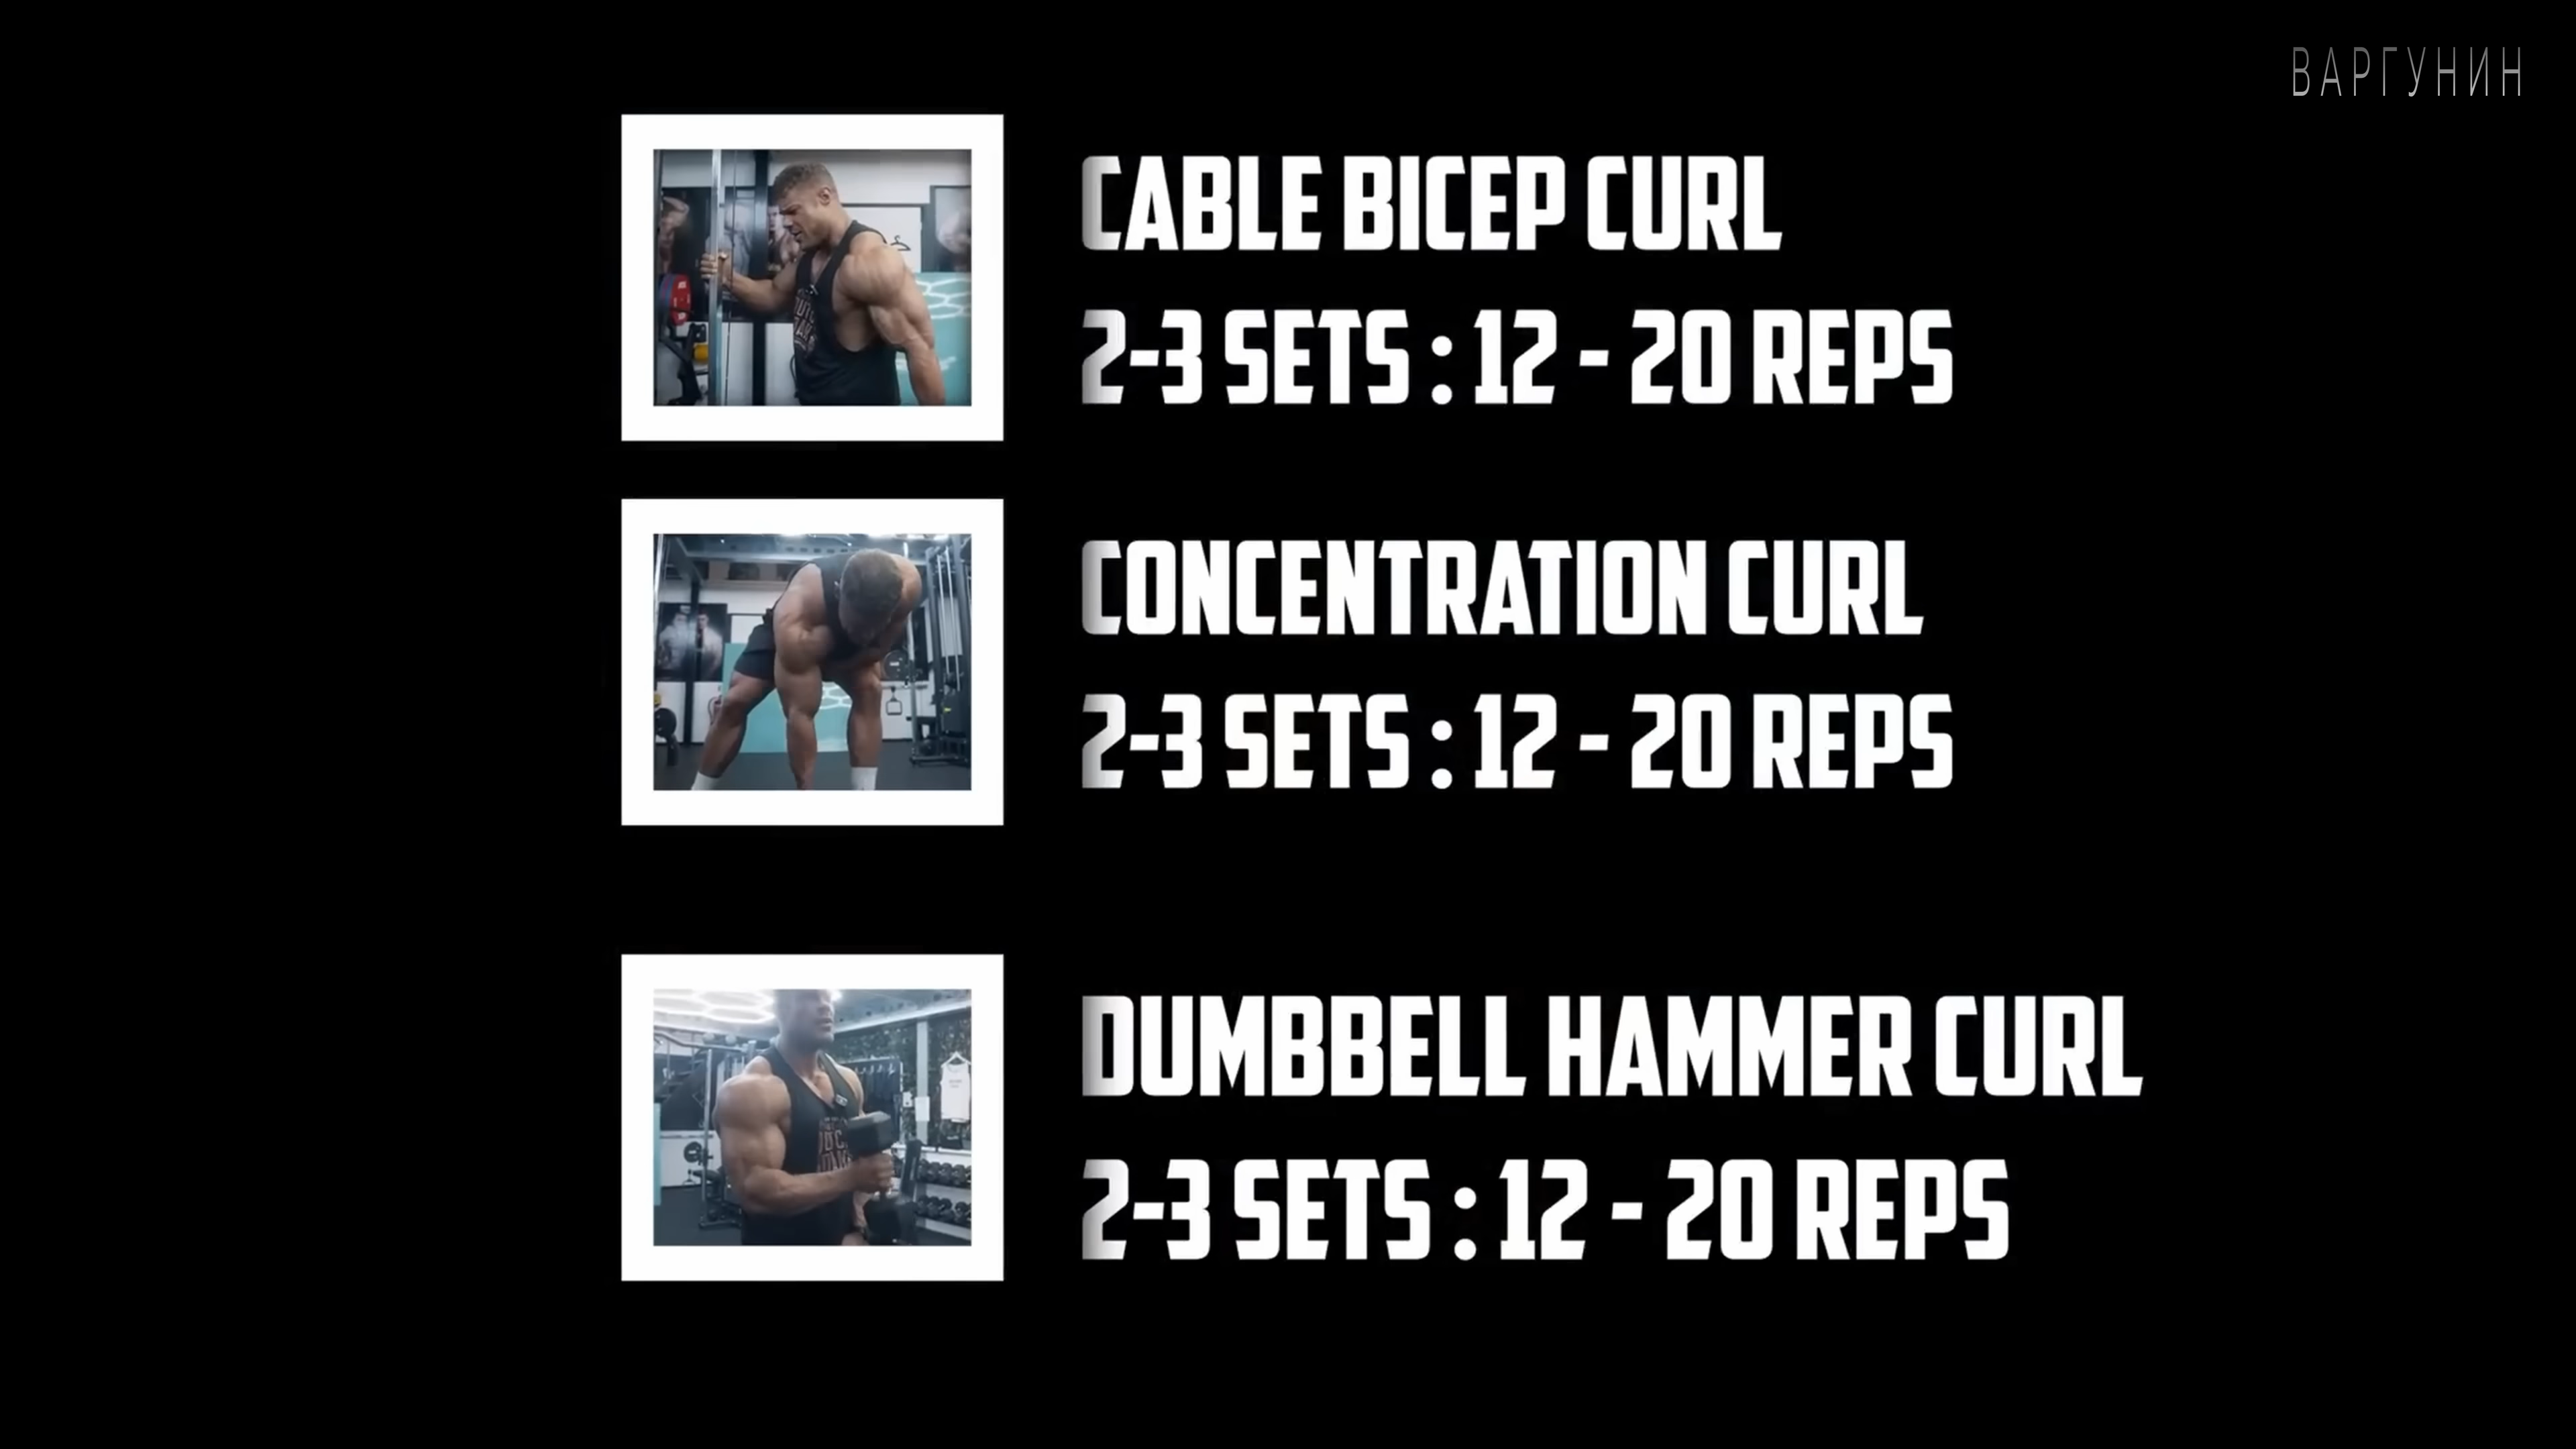 ВАРГУНИН
CABLE BICEP CURL
2-3 SETS : 12 - 20 REPS
CONCENTRATION CURL
2-3 SETS : 12 - 20 REPS
DUMBBELL HAMMER CURL
2-3 SETS : 12 - 20 REPS